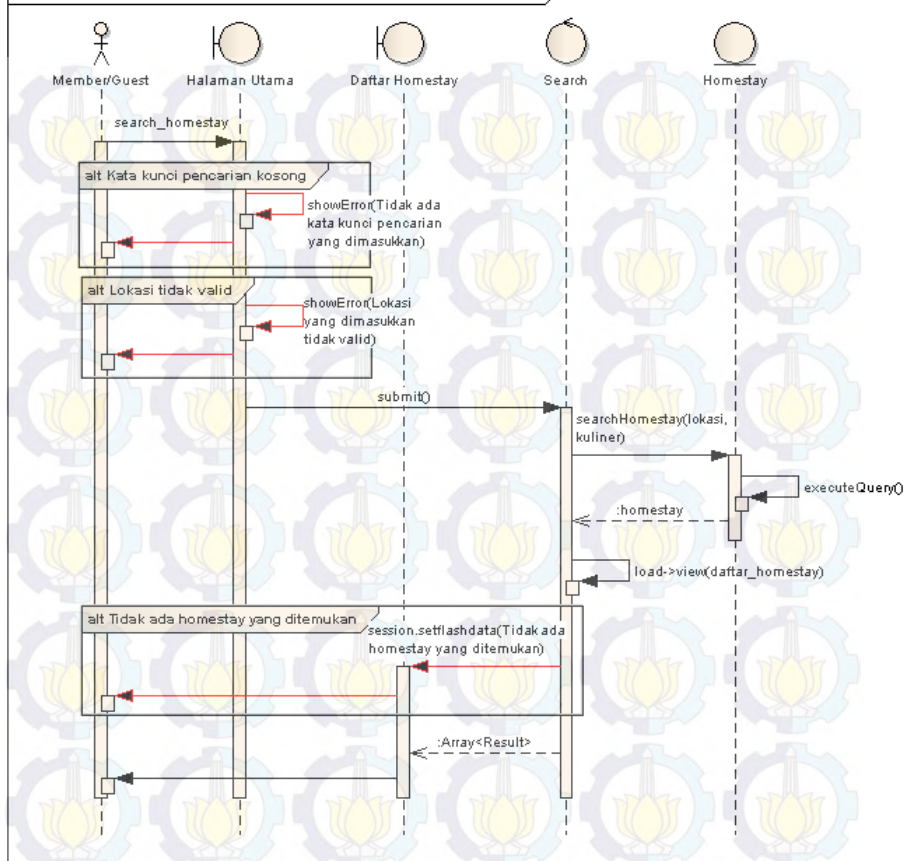 Member/Guest
Halaman Utama
Daftar Homestay
Search
Homestay
search_homestay
alt Kata kunci pencarian kosong
showError(Tidak ada
kata kunci pencarian
yang dimasukkan)
alt Lokasi tidak valid
showError(Lokasi
yang dimasukkan
tidak valid)
submit()
searchHomestay(lokasi,
kuliner)
executeQuery()
:homestay
load->view(daftar_homestay)
alt Tidak ada homestay yang ditemukan
session.setflashdata(Tidak ada
homestay yang ditemukan)
:Array<Result>